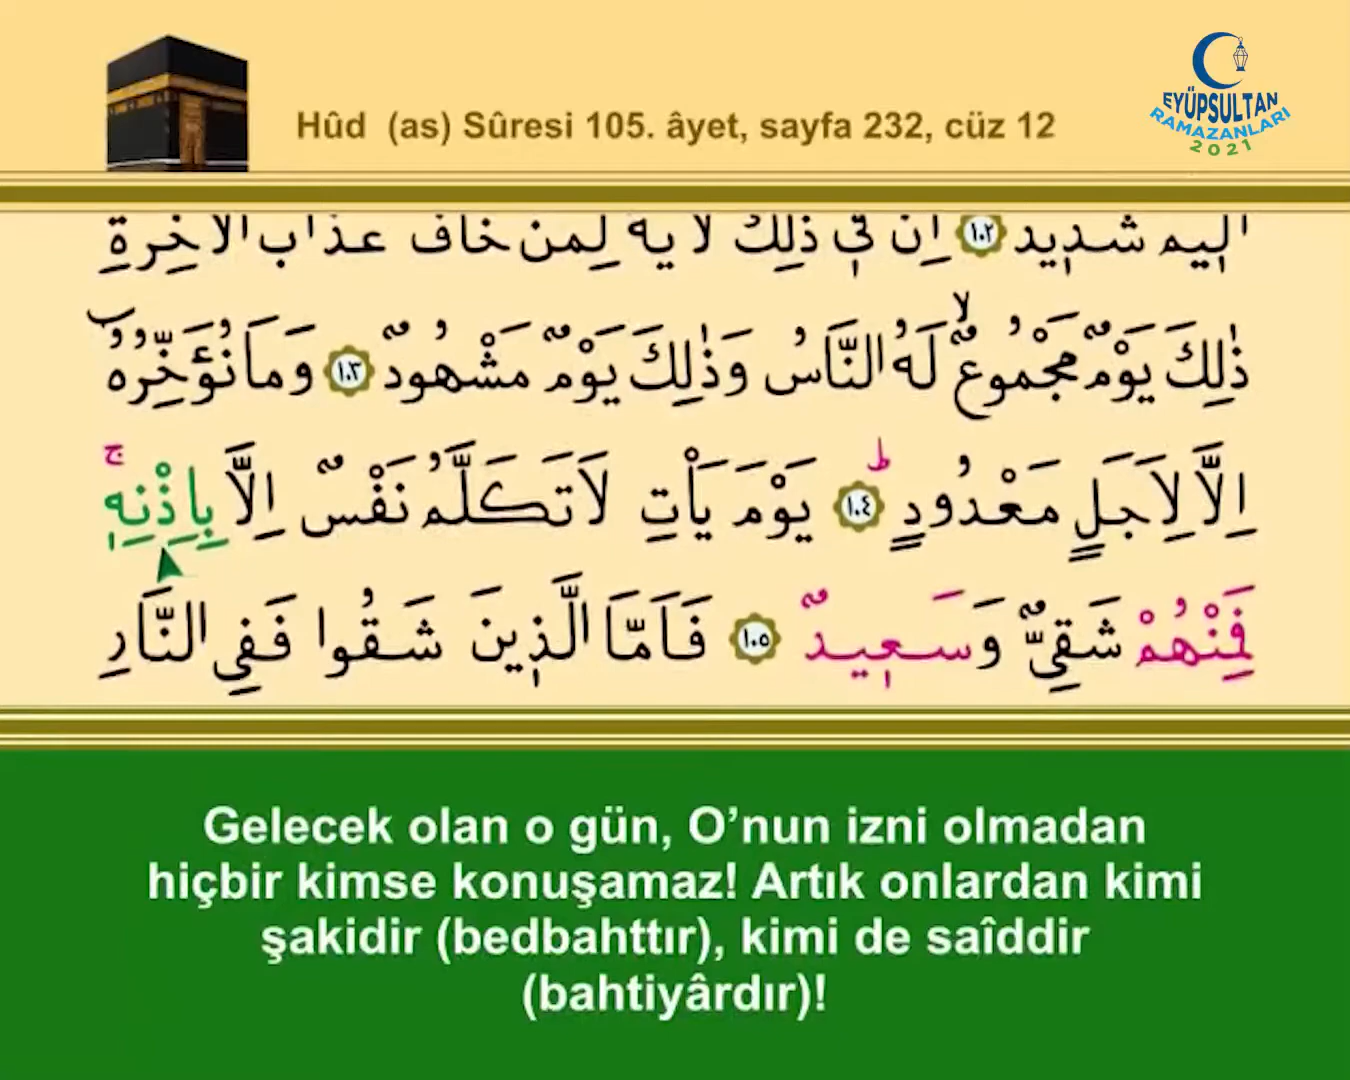 Hûd (as) Sûresi 105. âyet, sayfa 232, cüz 12
EYÜPSULTAN
RAMAZANLARI
2021
اَل۪يمٌ شَد۪يدٌ ﴿١٠٢﴾ اِنَّ ف۪ي ذٰلِكَ لَاٰيَةً لِمَنْ خَافَ عَذَابَ الْاٰخِرَةِۜ
ذٰلِكَ يَوْمٌ مَجْمُوعٌۙ لَهُ النَّاسُ وَذٰلِكَ يَوْمٌ مَشْهُودٌ ﴿١٠٣﴾ وَمَا نُؤَخِّرُهُٓ
اِلَّا لِاَجَلٍ مَعْدُودٍۜ ﴿١٠٤﴾ يَوْمَ يَأْتِ لَا تَكَلَّمُ نَفْسٌ اِلَّا بِاِذْنِه۪ۚ
فَمِنْهُمْ شَقِيٌّ وَسَع۪يدٌ ﴿١٠٥﴾ فَاَمَّا الَّذ۪ينَ شَقُوا فَفِي النَّارِ
Gelecek olan o gün, O’nun izni olmadan
hiçbir kimse konuşamaz! Artık onlardan kimi
şakidir (bedbahttır), kimi de saîddir
(bahtiyârdır)!